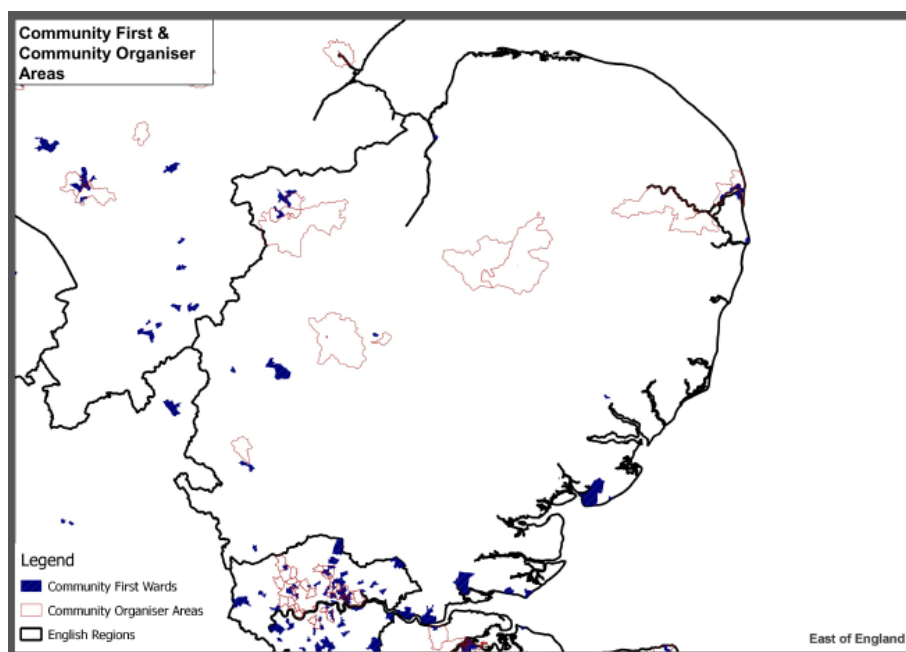 Community First &
Community Organiser
Areas
Legend
Community First Wards
Community Organiser Areas
English Regions
East of England